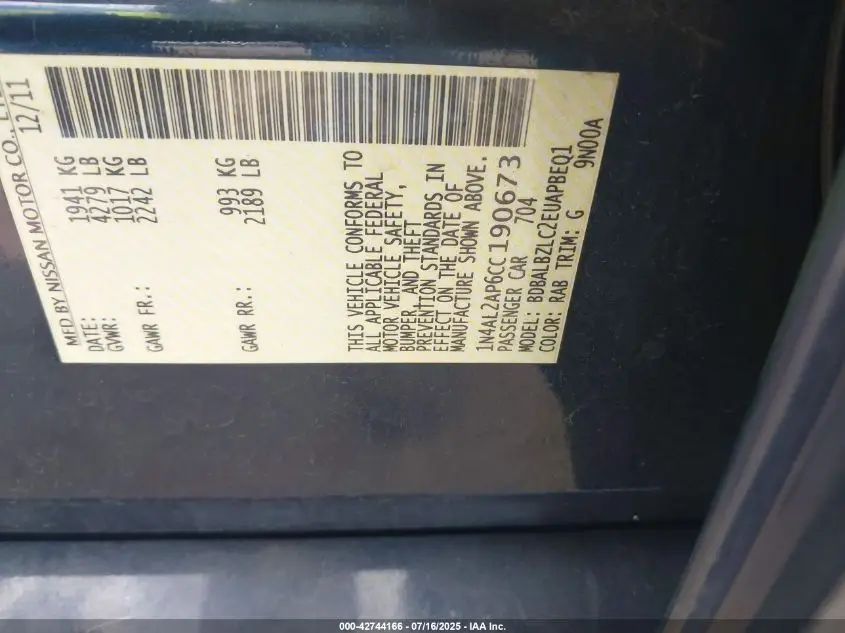 MFD BY NISSAN MOTOR CO.,
DATE: 12/11
GVWR: 1941 KG
4279 LB
GAWR FR.: 1017 KG
2242 LB
GAWR RR.: 993 KG
2189 LB
THIS VEHICLE CONFORMS TO
ALL APPLICABLE FEDERAL
MOTOR VEHICLE SAFETY,
BUMPER, AND THEFT
PREVENTION STANDARDS IN
EFFECT ON THE DATE OF
MANUFACTURE SHOWN ABOVE.
1N4AL2AP6CC190673
PASSENGER CAR 704
MODEL: BDBALBZLC2EUAPBEQ1
COLOR: RAB TRIM: G 9N00A
000-42744166 - 07/16/2025 - IAA Inc.